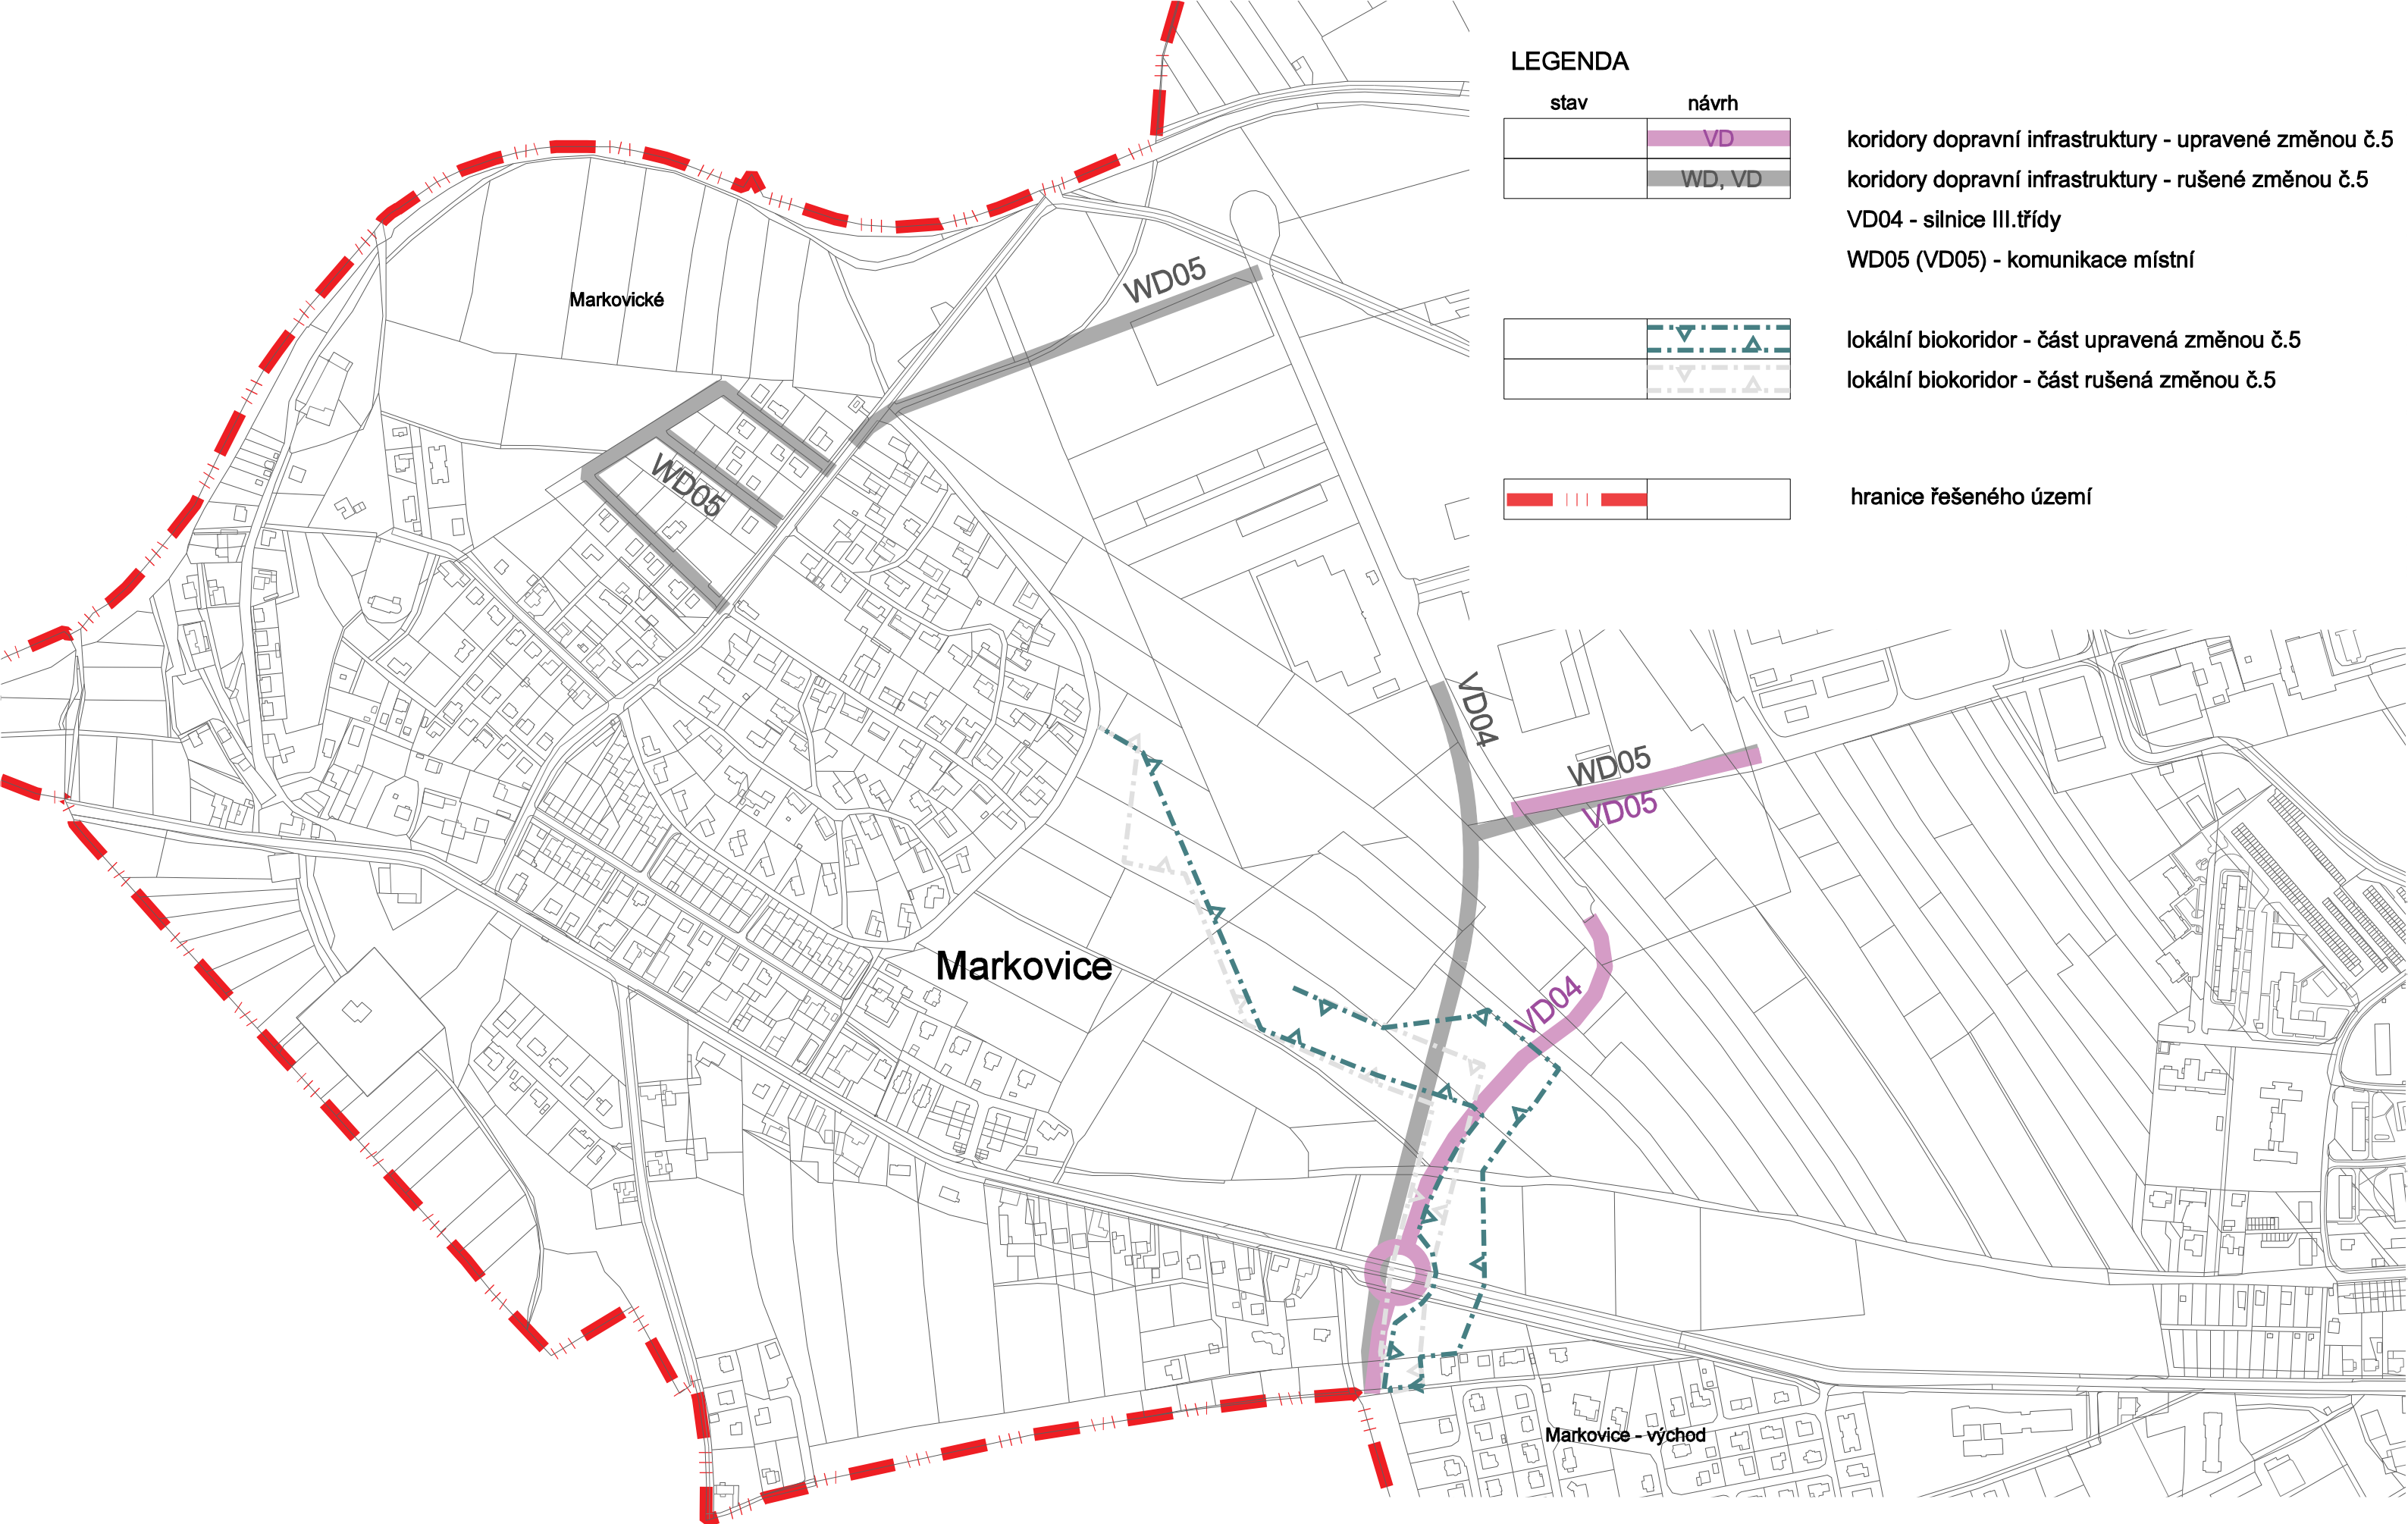 LEGENDA
stav návrh
VD koridory dopravní infrastruktury - upravené změnou č.5
WD, VD koridory dopravní infrastruktury - rušené změnou č.5
VD04 - silnice III.třídy
WD05 (VD05) - komunikace místní
lokální biokoridor - část upravená změnou č.5
lokální biokoridor - část rušená změnou č.5
hranice řešeného území
WD05
Markovické
WD05
VD04
WD05
VD05
Markovice
VD04
Markovice - východ